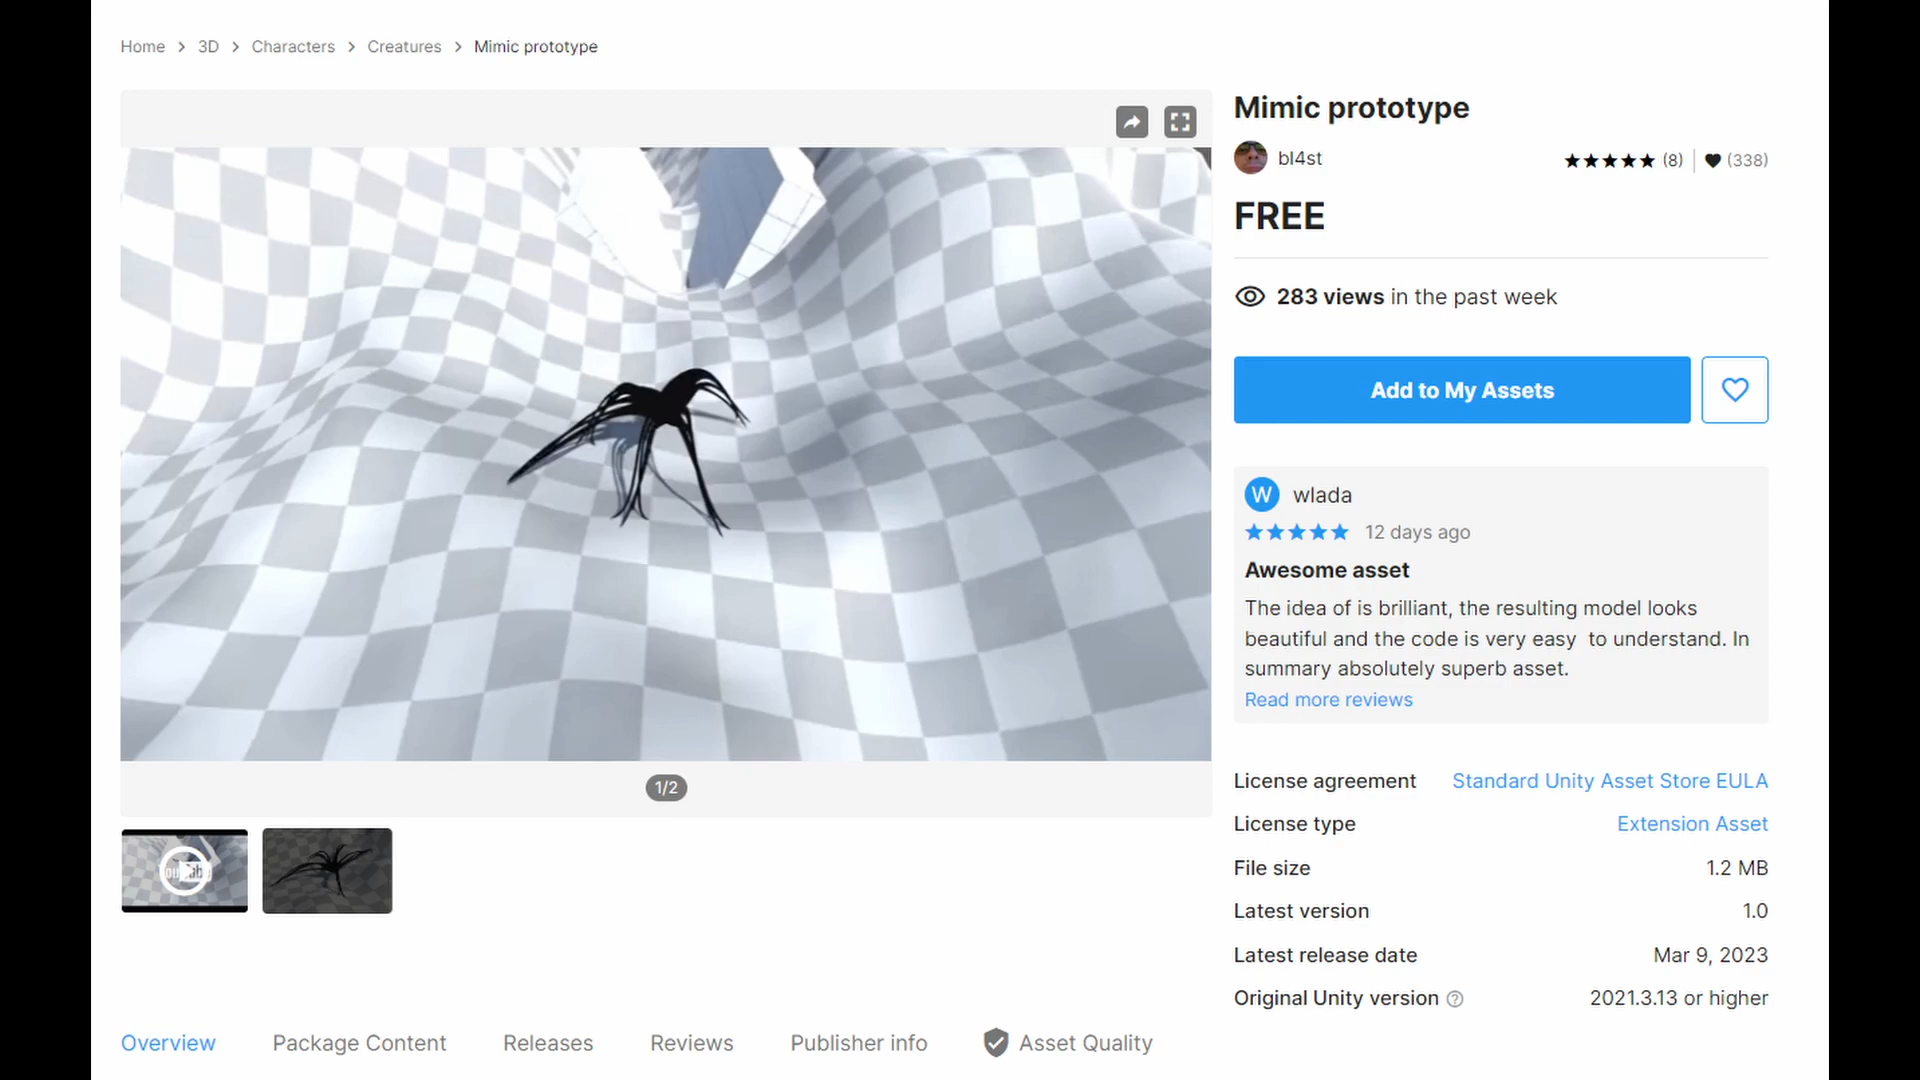 Home > 3D > Characters > Creatures > Mimic prototype
Mimic prototype
bl4st
(8) | (338)
FREE
283 views in the past week
Add to My Assets
W wlada
12 days ago
Awesome asset
The idea of is brilliant, the resulting model looks
beautiful and the code is very easy  to understand. In
summary absolutely superb asset.
Read more reviews
1/2
License agreement Standard Unity Asset Store EULA
License type Extension Asset
File size 1.2 MB
Latest version 1.0
Latest release date Mar 9, 2023
Original Unity version 2021.3.13 or higher
Overview Package Content Releases Reviews Publisher info Asset Quality